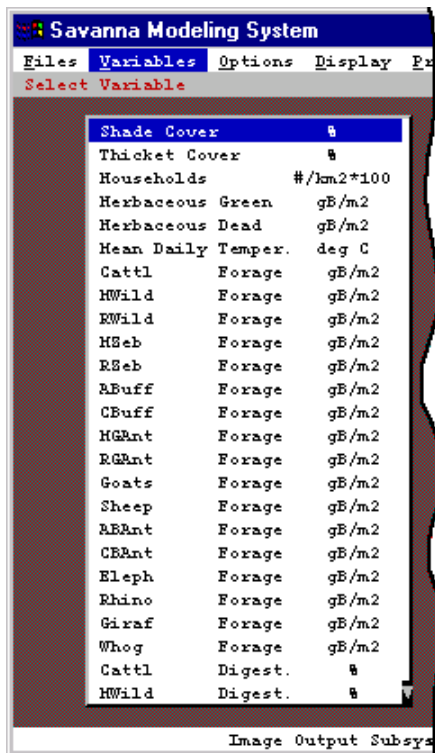 Savanna Modeling System
Files Variables Options Display Pr
Select Variable
Shade Cover %
Thicket Cover %
Households #/km2*100
Herbaceous Green gB/m2
Herbaceous Dead gB/m2
Mean Daily Temper. deg C
Cattl Forage gB/m2
MWild Forage gB/m2
RWild Forage gB/m2
MZeb Forage gB/m2
RZeb Forage gB/m2
ABuff Forage gB/m2
CBuff Forage gB/m2
MGAnt Forage gB/m2
RGAnt Forage gB/m2
Goats Forage gB/m2
Sheep Forage gB/m2
ABAnt Forage gB/m2
CBAnt Forage gB/m2
Eleph Forage gB/m2
Rhino Forage gB/m2
Giraf Forage gB/m2
Whog Forage gB/m2
Cattl Digest. %
MWild Digest. %
Image Output Subsys